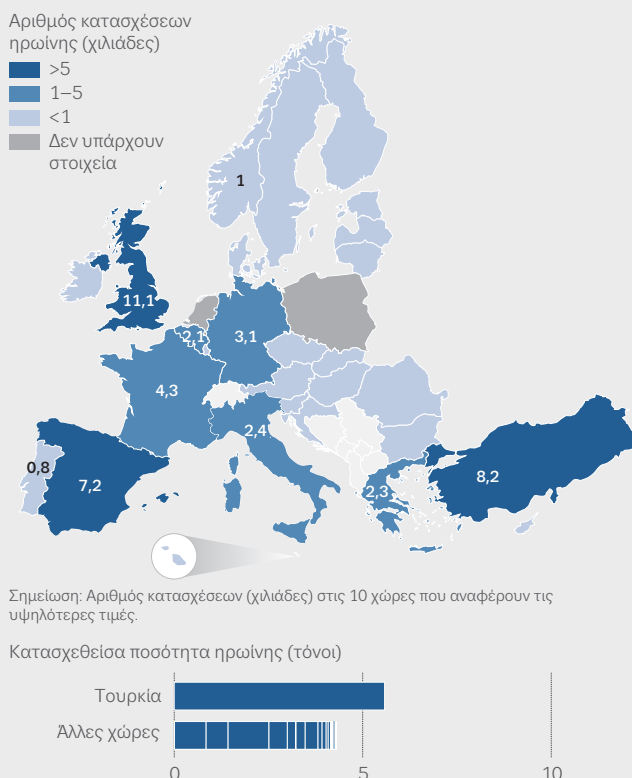 Αριθμός κατασχέσεων
ηρωίνης (χιλιάδες)
>5
1–5
<1
Δεν υπάρχουν
στοιχεία
1
11,1
2,1
3,1
4,3
2,4
0,8
7,2
2,3
8,2
Σημείωση: Αριθμός κατασχέσεων (χιλιάδες) στις 10 χώρες που αναφέρουν τις
υψηλότερες τιμές.
Κατασχεθείσα ποσότητα ηρωίνης (τόνοι)
Τουρκία
Άλλες χώρες
0
5
10